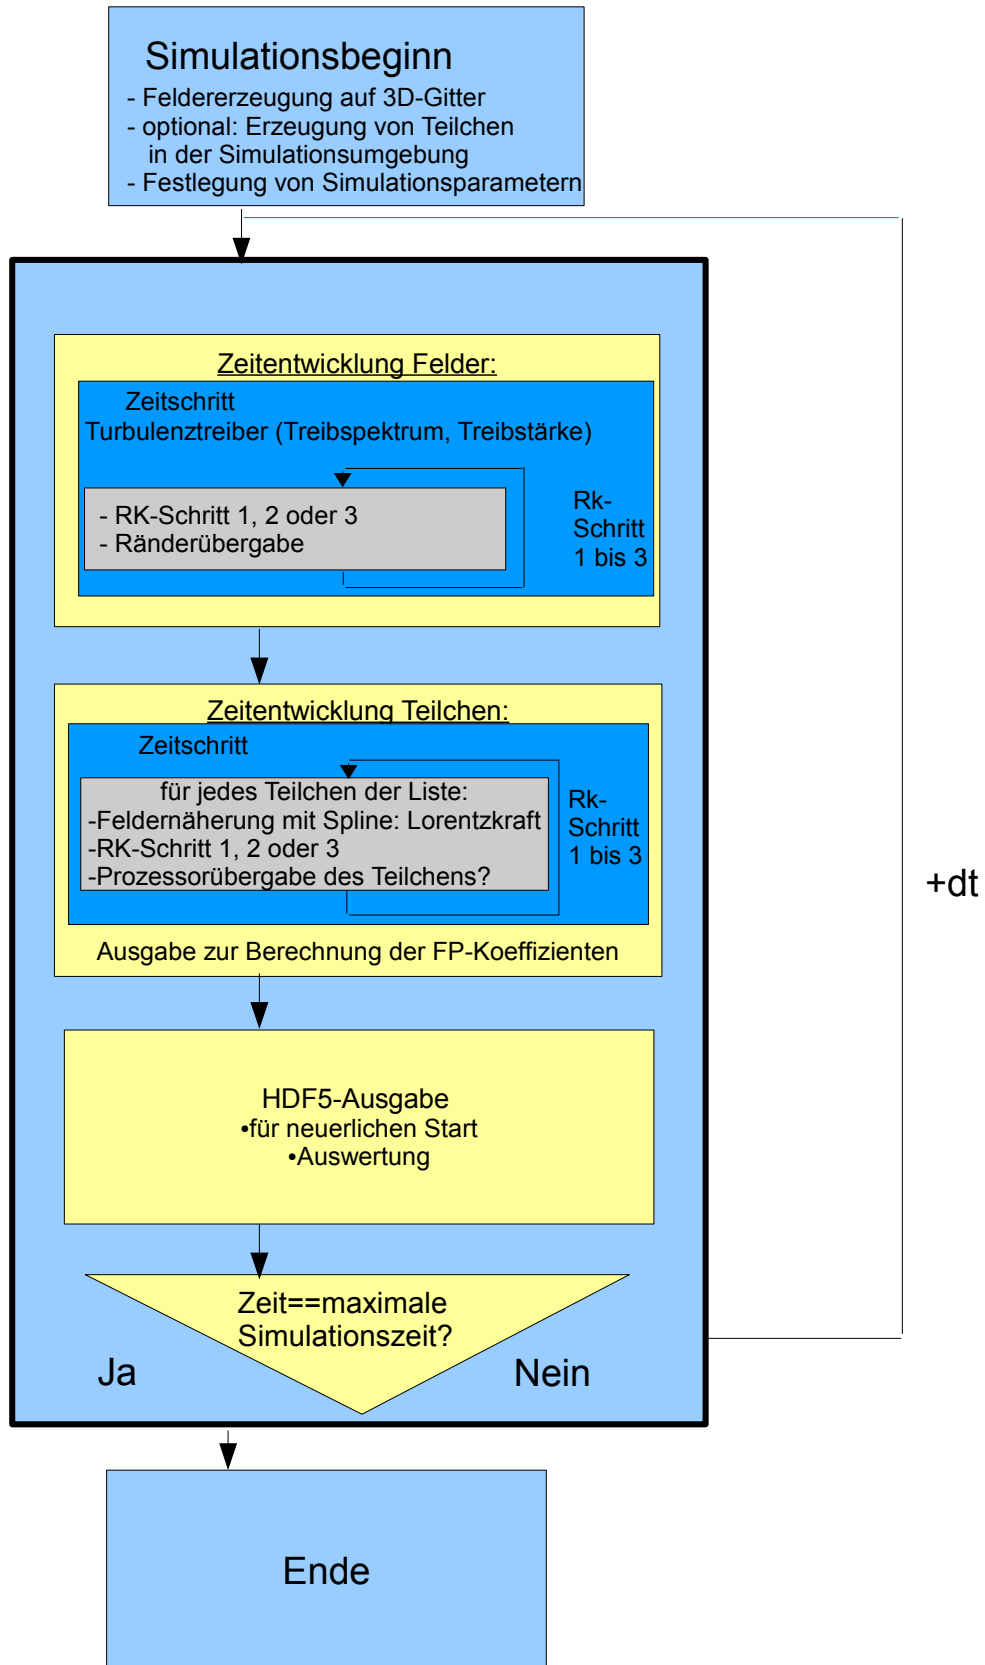 Simulationsbeginn
- Feldererzeugung auf 3D-Gitter
- optional: Erzeugung von Teilchen
in der Simulationsumgebung
- Festlegung von Simulationsparametern
Zeitentwicklung Felder:
Zeitschritt
Turbulenztreiber (Treibspektrum, Treibstärke)
- RK-Schritt 1, 2 oder 3
- Ränderübergabe
Rk-
Schritt
1 bis 3
Zeitentwicklung Teilchen:
Zeitschritt
für jedes Teilchen der Liste:
-Feldernäherung mit Spline: Lorentzkraft
-RK-Schritt 1, 2 oder 3
-Prozessorübergabe des Teilchens?
Rk-
Schritt
1 bis 3
Ausgabe zur Berechnung der FP-Koeffizienten
+dt
HDF5-Ausgabe
•für neuerlichen Start
•Auswertung
Zeit==maximale
Simulationszeit?
Ja
Nein
Ende